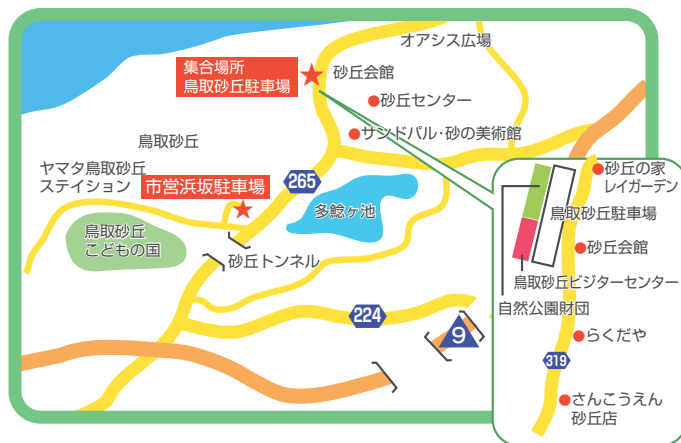 オアシス広場
集合場所
鳥取砂丘駐車場
砂丘会館
砂丘センター
サンドパル・砂の美術館
鳥取砂丘
ヤマタ鳥取砂丘
ステイション
市営浜坂駐車場
265
多鯰ヶ池
鳥取砂丘
こどもの国
砂丘トンネル
224
9
砂丘の家
レイガーデン
鳥取砂丘駐車場
砂丘会館
鳥取砂丘ビジターセンター
自然公園財団
らくだや
319
さんこうえん
砂丘店